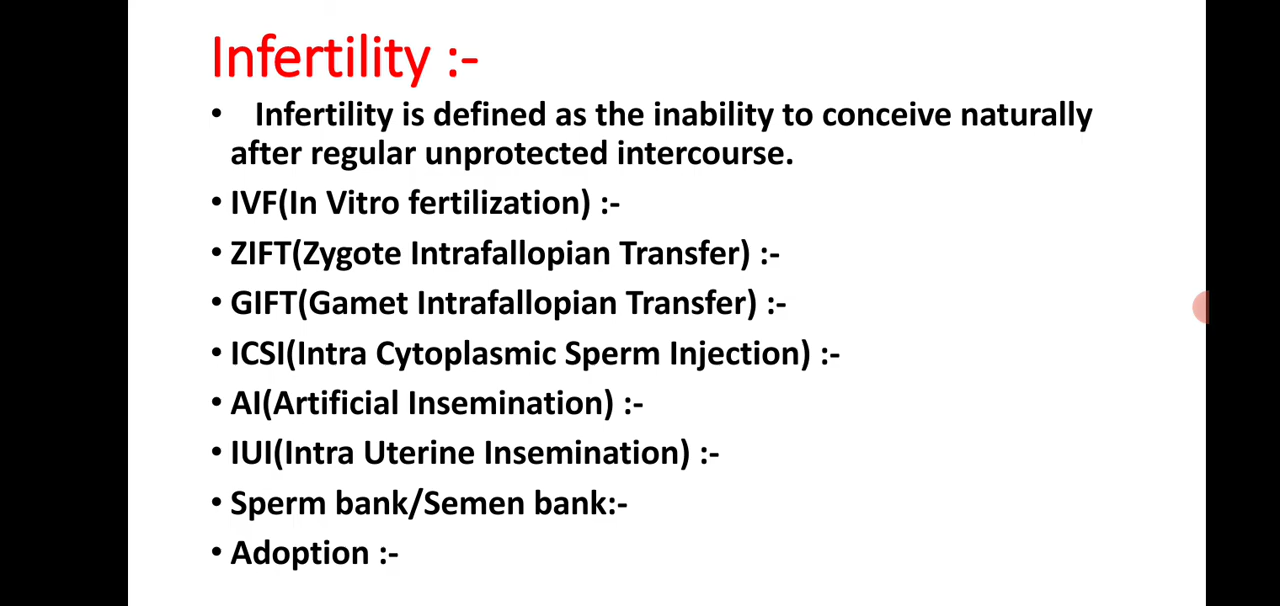 Infertility :-
• Infertility is defined as the inability to conceive naturally
after regular unprotected intercourse.
• IVF(In Vitro fertilization) :-
• ZIFT(Zygote Intrafallopian Transfer) :-
• GIFT(Gamet Intrafallopian Transfer) :-
• ICSI(Intra Cytoplasmic Sperm Injection) :-
• AI(Artificial Insemination) :-
• IUI(Intra Uterine Insemination) :-
• Sperm bank/Semen bank:-
• Adoption :-